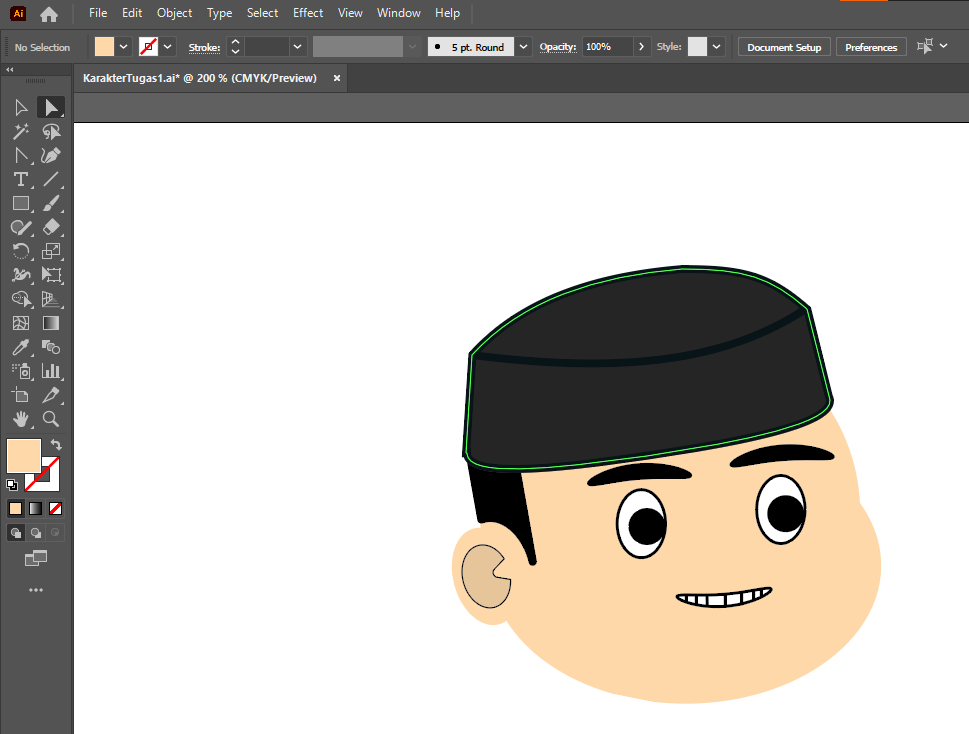 Ai File Edit Object Type Select Effect View Window Help
No Selection Stroke: 5 pt. Round Opacity: 100% Style: Document Setup Preferences
KarakterTugas1.ai* @ 200 % (CMYK/Preview) ×